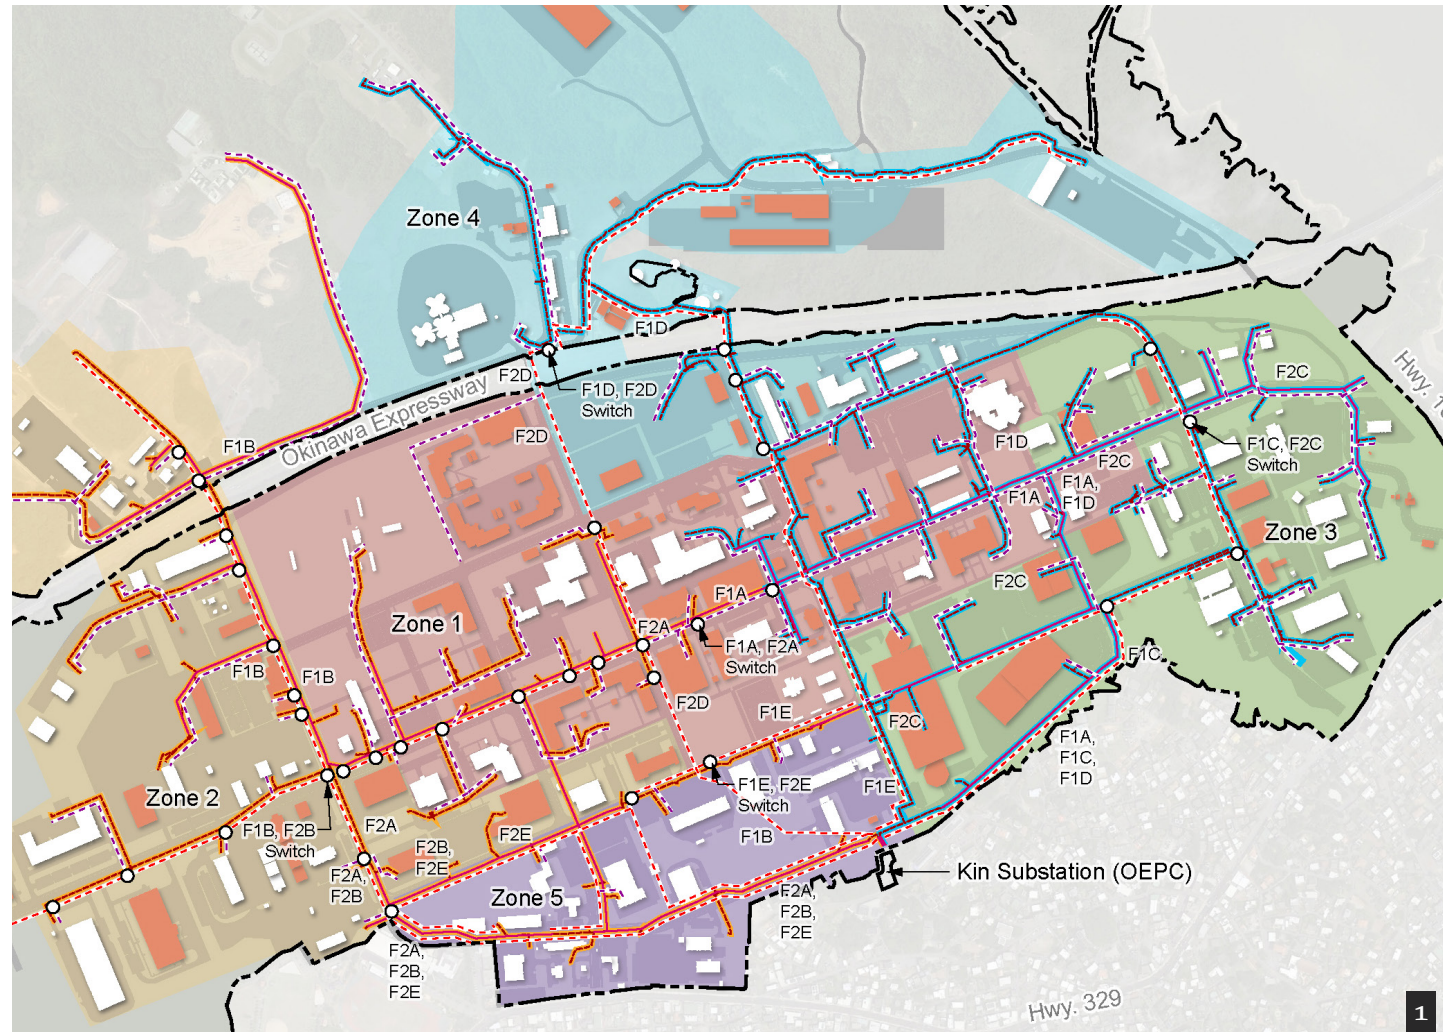 Zone 4
F1D
F2D
F1D, F2D
Switch
Okinawa Expressway
F2C
Hwy.
F1B
F2D
F1D
F1C, F2C
Switch
F2C
F1A,
F1D
F1A
Zone 3
F2C
F1A
Zone 1
F2A
F1A, F2A
Switch
F1C
F1B
F1B
F2D
F1E
F2C
F1A,
F1C,
F1D
Zone 2
F1E, F2E
Switch
F1E
F1B, F2B
Switch
F2A
F2B,
F2E
F2E
F1B
F2A,
F2B
Kin Substation (OEPC)
Zone 5
F2A,
F2B,
F2E
F2A,
F2B,
F2E
Hwy. 329
1